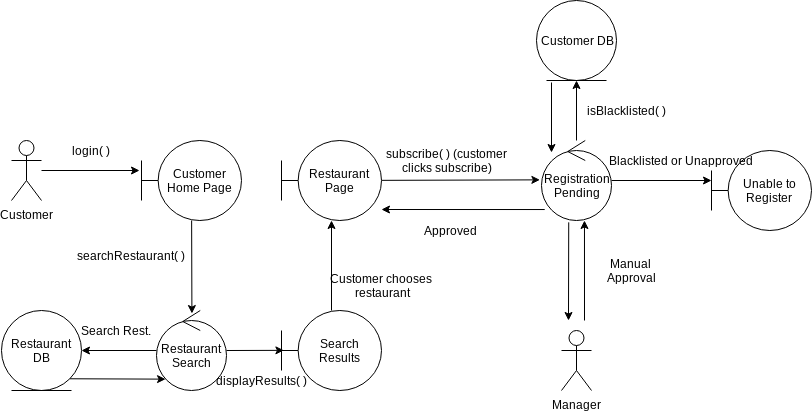 Customer DB
isBlacklisted( )
login( )
Customer
Home Page
Customer
Restaurant
Page
subscribe( ) (customer
clicks subscribe)
Registration
Pending
Blacklisted or Unapproved
Unable to
Register
Approved
searchRestaurant( )
Customer chooses
restaurant
Manual
Approval
Restaurant
DB
Search Rest.
Restaurant
Search
displayResults( )
Search
Results
Manager